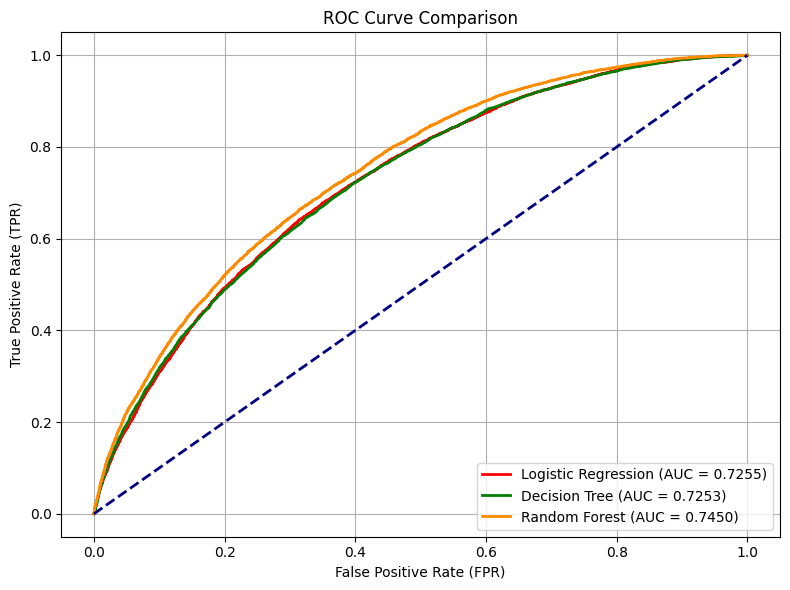 ROC Curve Comparison
True Positive Rate (TPR)
1.0
0.8
0.6
0.4
0.2
0.0
Logistic Regression (AUC = 0.7255)
Decision Tree (AUC = 0.7253)
Random Forest (AUC = 0.7450)
0.0 0.2 0.4 0.6 0.8 1.0
False Positive Rate (FPR)